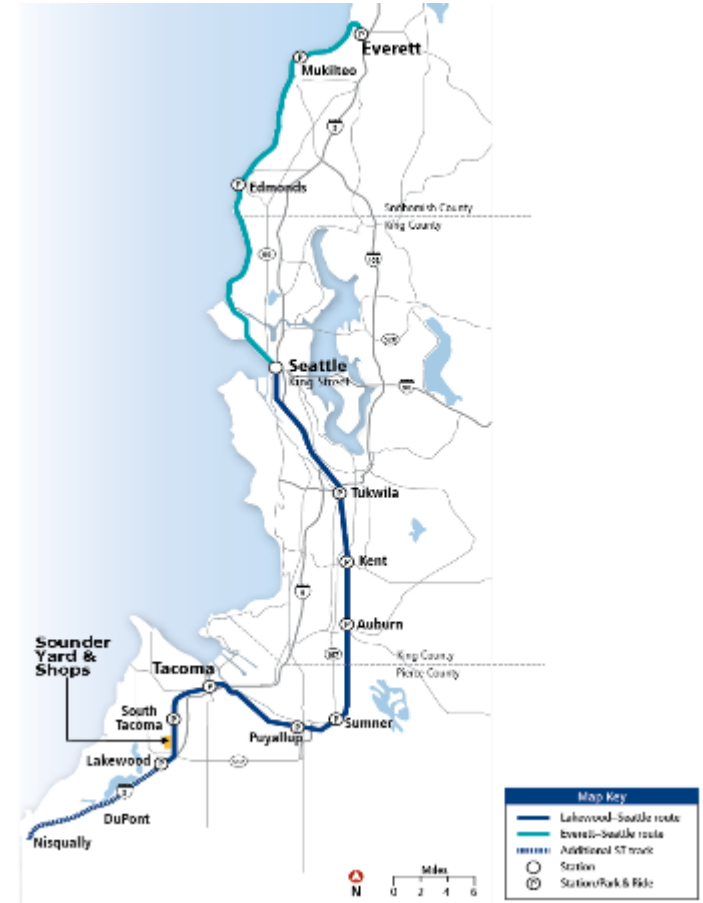 Everett
Mukilteo
Edmonds
Snohomish County
King County
Seattle
King Street
Tukwila
Kent
Auburn
King County
Pierce County
Sounder
Yard &
Shops
Tacoma
South
Tacoma
Puyallup
Sumner
Lakewood
DuPont
Nisqually
Map Key
Lakewood–Seattle route
Everett–Seattle route
Additional ST track
Station
P
Station/Park & Ride
Miles
0 2 4 6
N